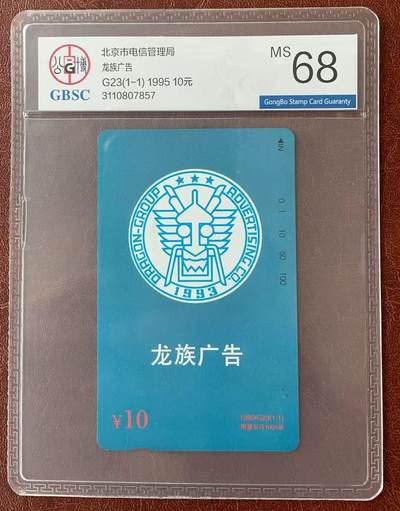 北京市电信管理局
龙族广告
G23(1-1) 1995 10元
3110807857
GBSC
MS 68
GongBo Stamp Card Guaranty
IN
0 1 10 50 100
DRAGON-GROUP ADVERTISING CO.
1993
龙族广告
¥10